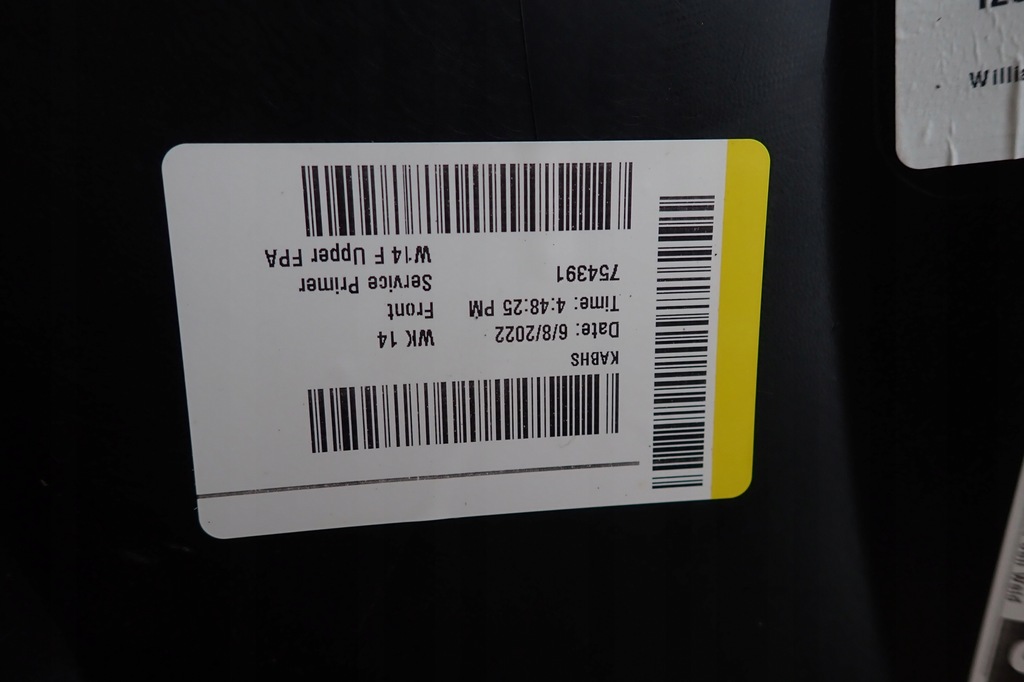 KABHS
Date: 6/8/2022
Time: 4:48:25 PM
754391
WK 14
Front
Service Primer
W14 F Upper FPA